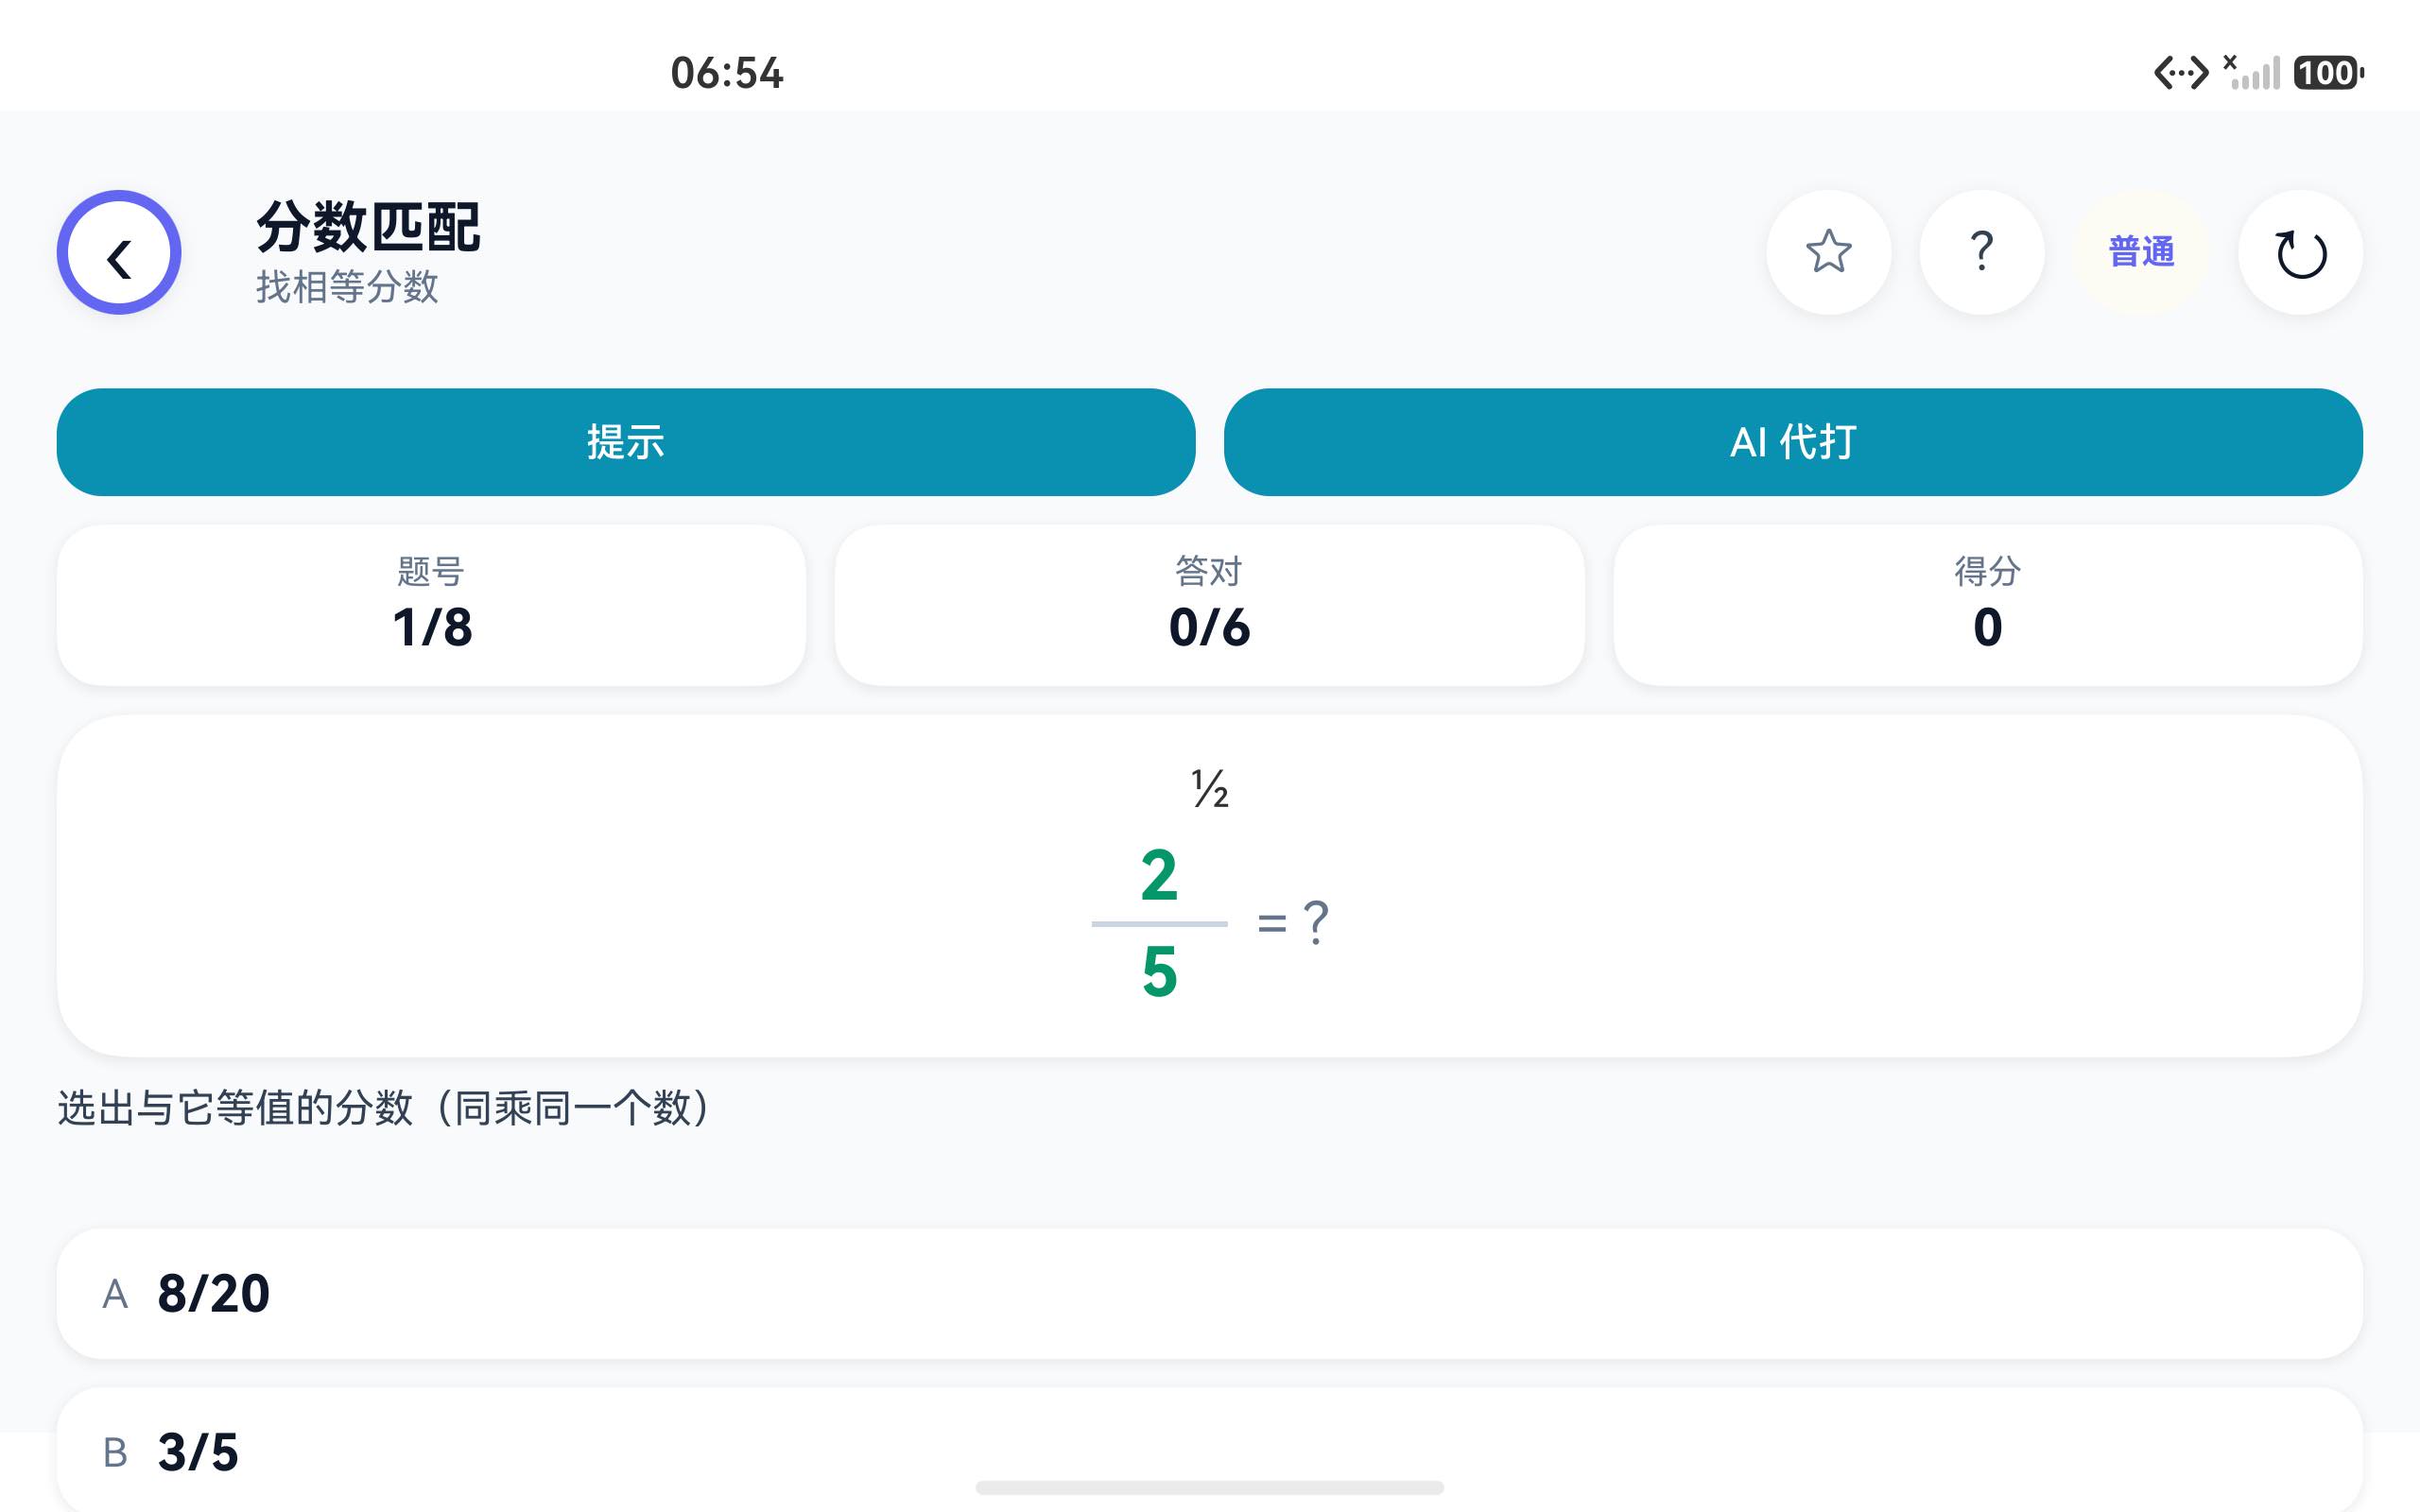 06:54
100
分数匹配
找相等分数
?
普通
提示
AI 代打
题号
1/8
答对
0/6
得分
0
½
2
5
= ?
选出与它等值的分数（同乘同一个数）
A 8/20
B 3/5